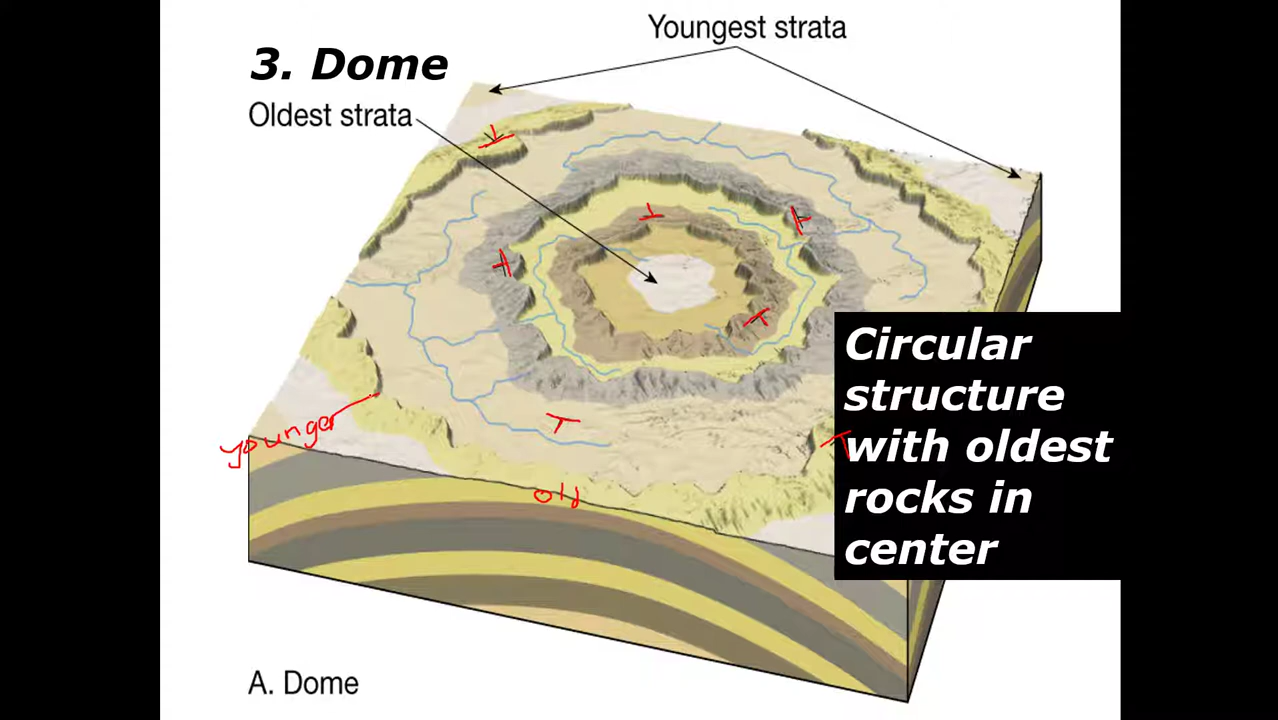 Youngest strata
3. Dome
Oldest strata
Circular
structure
with oldest
rocks in
center
younger
old
A. Dome